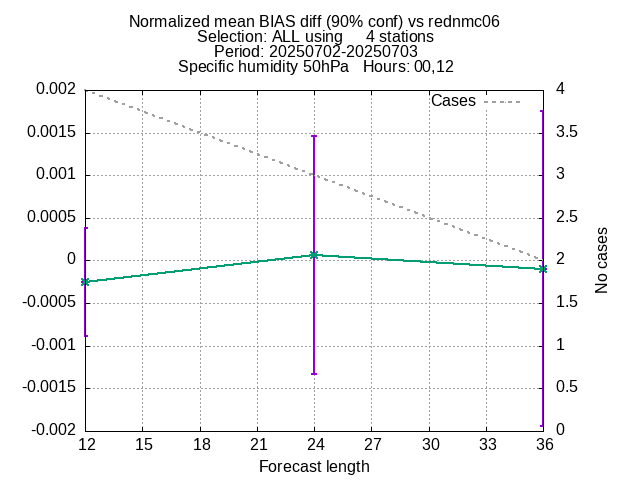 Normalized mean BIAS diff (90% conf) vs rednmc06
Selection: ALL using     4 stations
Period: 20250702-20250703
Specific humidity 50hPa   Hours: 00,12
Cases
0.002
0.0015
0.001
0.0005
0
-0.0005
-0.001
-0.0015
-0.002
4
3.5
3
2.5
2
1.5
1
0.5
0
No cases
12 15 18 21 24 27 30 33 36
Forecast length